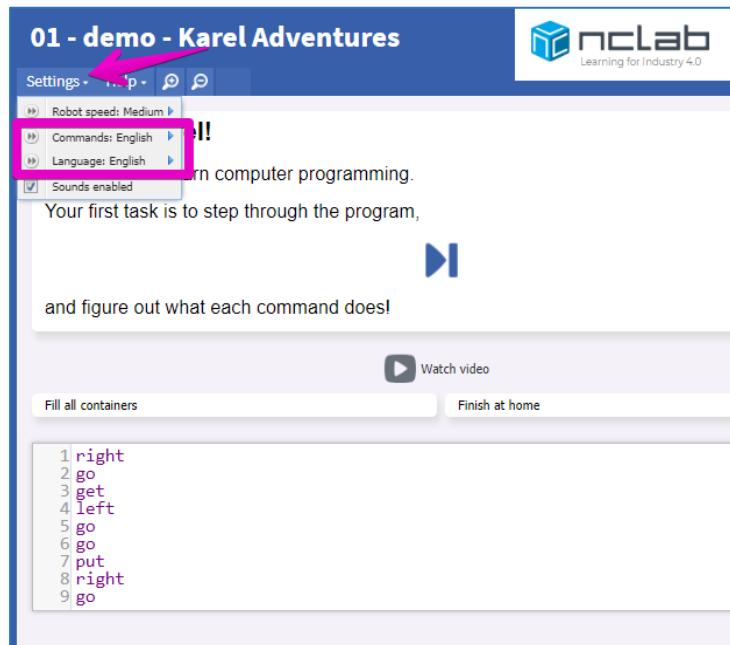 01 - demo - Karel Adventures
nclab
Learning for Industry 4.0
Settings
Robot speed: Medium
Commands: English
Language: English
Sounds enabled
el!
rn computer programming.
Your first task is to step through the program,
and figure out what each command does!
Watch video
Fill all containers
Finish at home
1 right
2 go
3 get
4 left
5 go
6 go
7 put
8 right
9 go